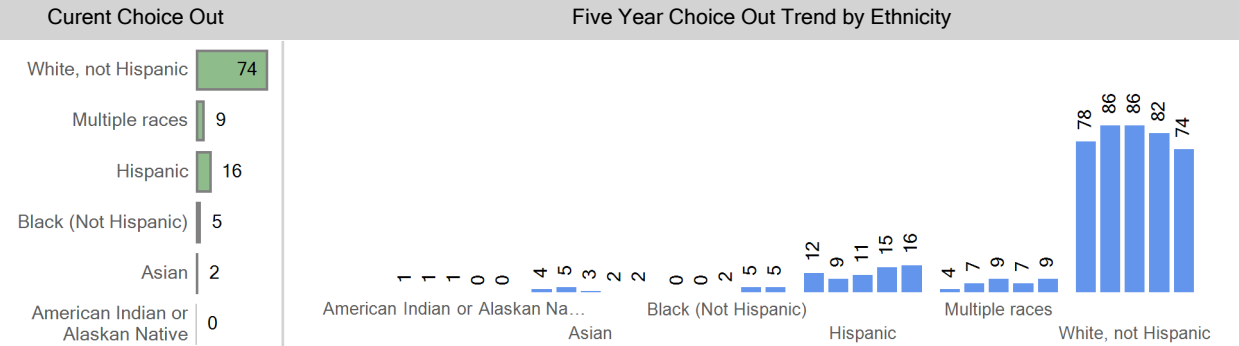 Curent Choice Out
Five Year Choice Out Trend by Ethnicity
White, not Hispanic 74
Multiple races 9
Hispanic 16
Black (Not Hispanic) 5
Asian 2
American Indian or
Alaskan Native 0
1 1 1 0 0
4 5 3 2 2
0 0 2 5 5
12 9 11 15 16
4 7 9 7 9
78 86 86 82 74
American Indian or Alaskan Na…
Asian
Black (Not Hispanic)
Hispanic
Multiple races
White, not Hispanic